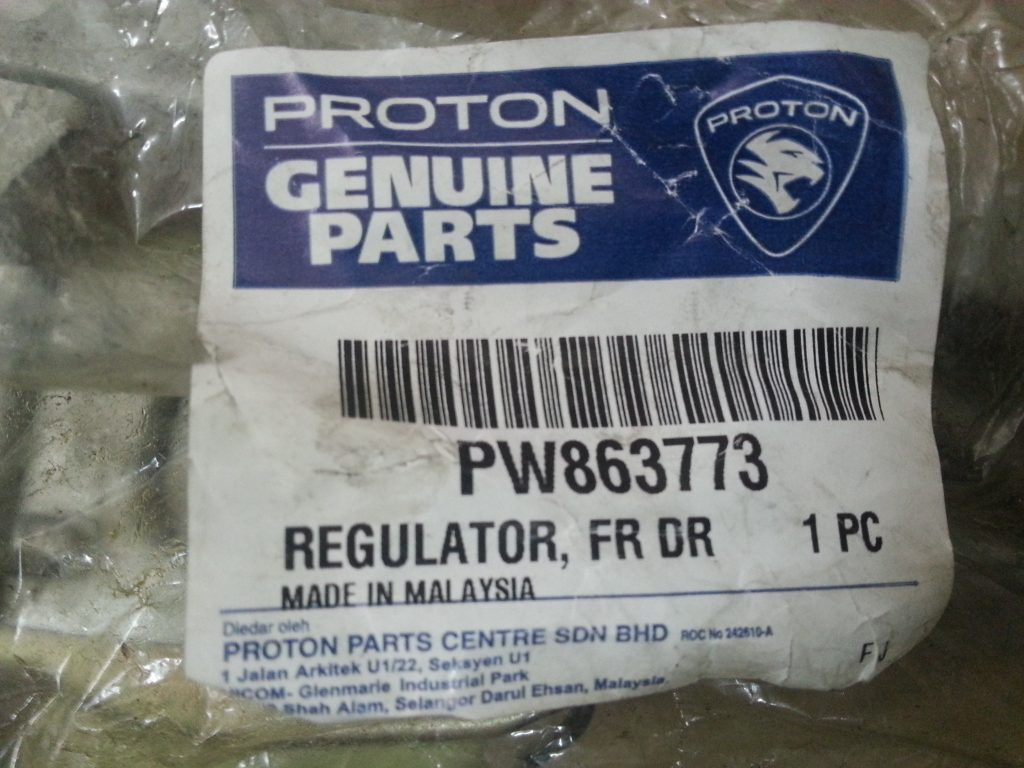 PROTON
GENUINE
PARTS
PROTON
PW863773
REGULATOR, FR DR 1 PC
MADE IN MALAYSIA
Diedar oleh
PROTON PARTS CENTRE SDN BHD ROC No 242610-A
1 Jalan Arkitek U1/22, Seksyen U1
Glenmarie Industrial Park
Shah Alam, Selangor Darul Ehsan, Malaysia.